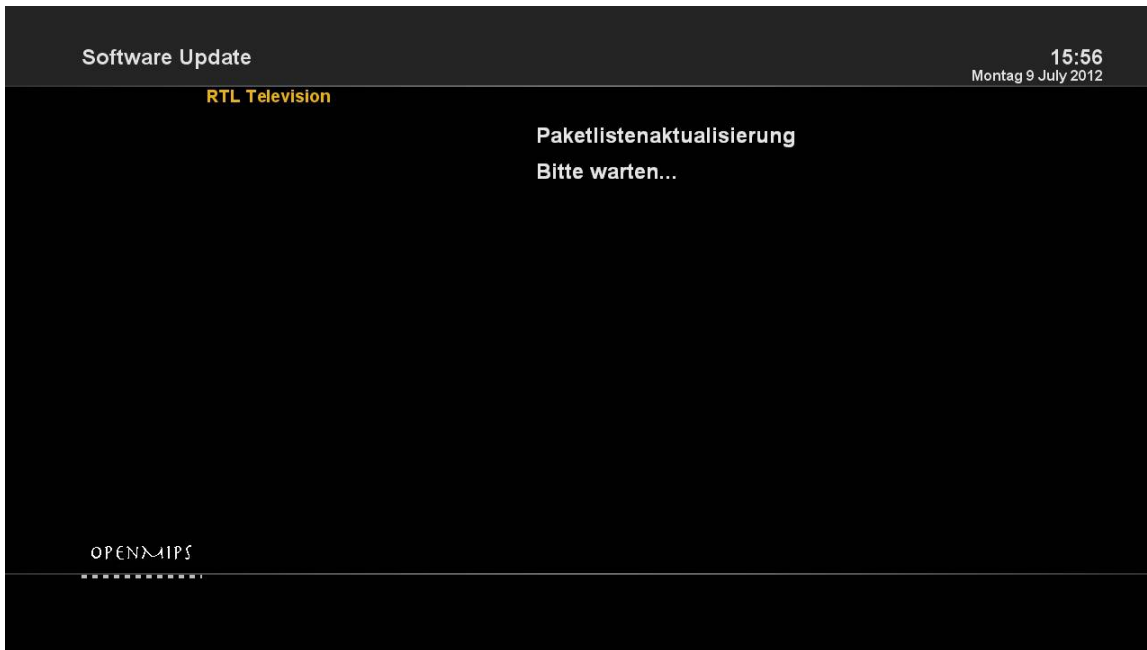 Software Update
15:56
Montag 9 July 2012
RTL Television
Paketlistenaktualisierung
Bitte warten...
OPENMIPS